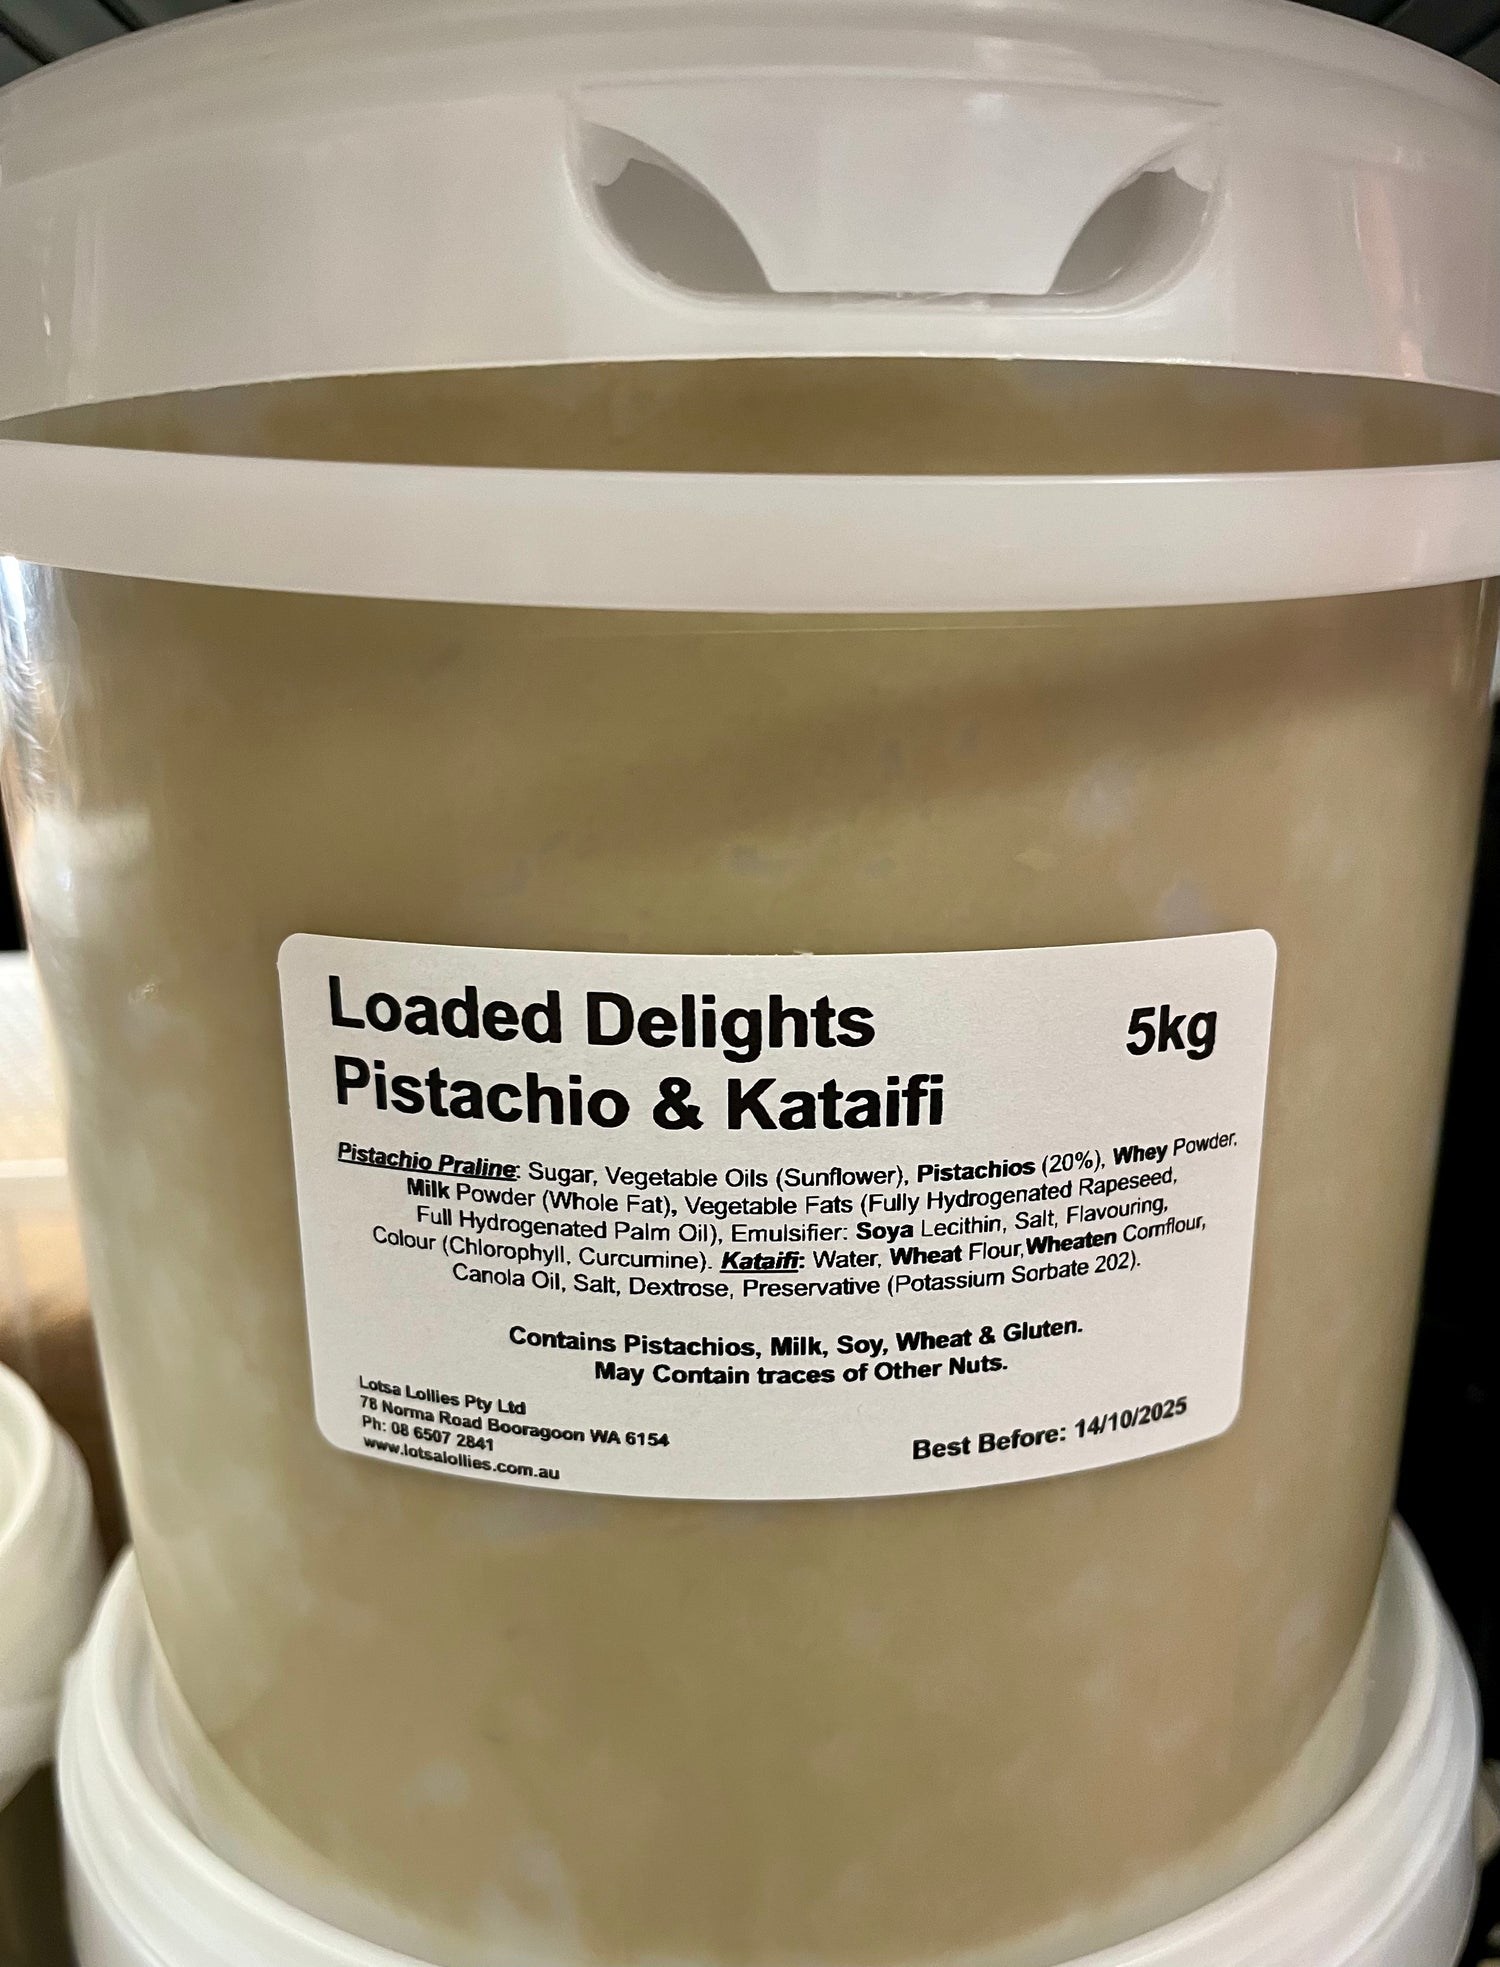 Loaded Delights
5kg
Pistachio & Kataifi
Pistachio Praline: Sugar, Vegetable Oils (Sunflower), Pistachios (20%), Whey Powder,
Milk Powder (Whole Fat), Vegetable Fats (Fully Hydrogenated Rapeseed,
Full Hydrogenated Palm Oil), Emulsifier: Soya Lecithin, Salt, Flavouring,
Colour (Chlorophyll, Curcumine). Kataifi: Water, Wheat Flour,Wheaten Cornflour,
Canola Oil, Salt, Dextrose, Preservative (Potassium Sorbate 202).
Contains Pistachios, Milk, Soy, Wheat & Gluten.
May Contain traces of Other Nuts.
Lotsa Lollies Pty Ltd
78 Norma Road Booragoon WA 6154
Ph: 08 6507 2841
www.lotsalollies.com.au
Best Before: 14/10/2025